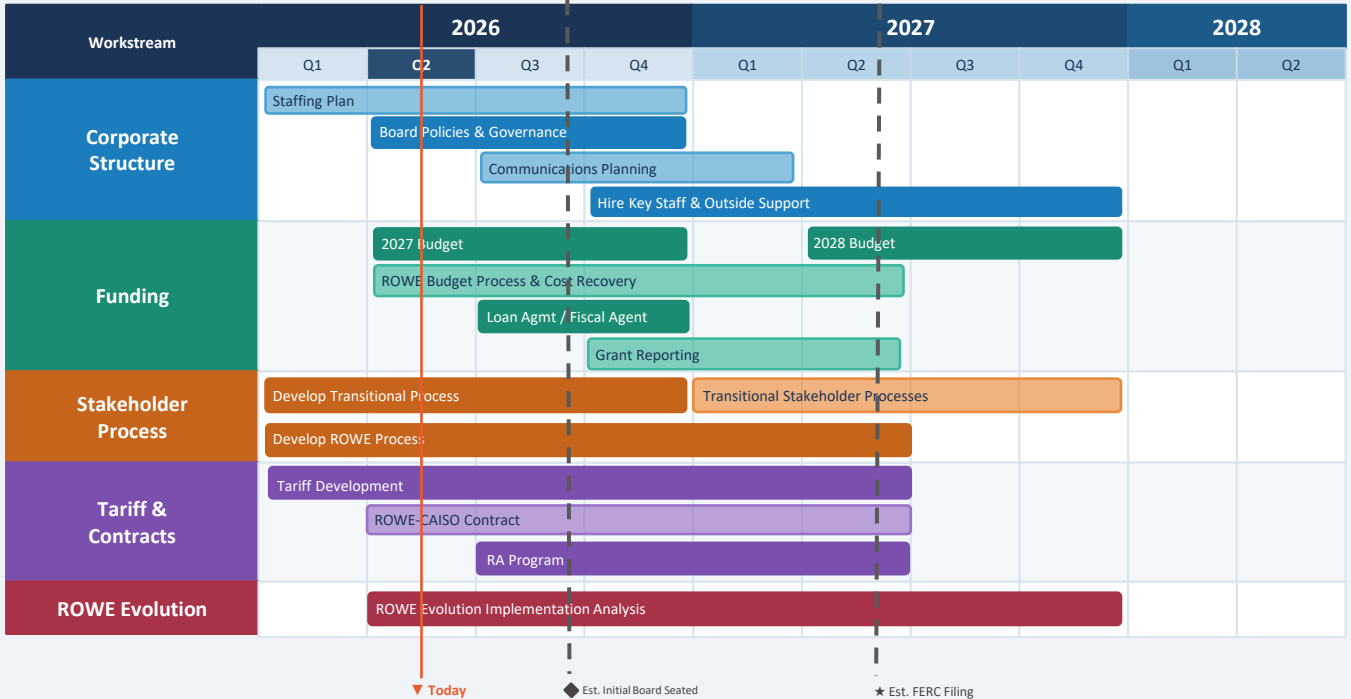 Workstream
2026
2027
2028
Q1
Q2
Q3
Q4
Q1
Q2
Q3
Q4
Q1
Q2
Corporate
Structure
Staffing Plan
Board Policies & Governance
Communications Planning
Hire Key Staff & Outside Support
Funding
2027 Budget
2028 Budget
ROWE Budget Process & Cost Recovery
Loan Agmt / Fiscal Agent
Grant Reporting
Stakeholder
Process
Develop Transitional Process
Transitional Stakeholder Processes
Develop ROWE Process
Tariff &
Contracts
Tariff Development
ROWE-CAISO Contract
RA Program
ROWE Evolution
ROWE Evolution Implementation Analysis
▼ Today
◆ Est. Initial Board Seated
★ Est. FERC Filing